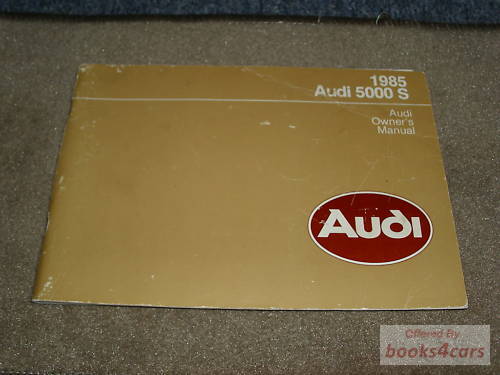 1985
Audi 5000 S
Audi
Owner's
Manual
Audi
Offered By
books4cars